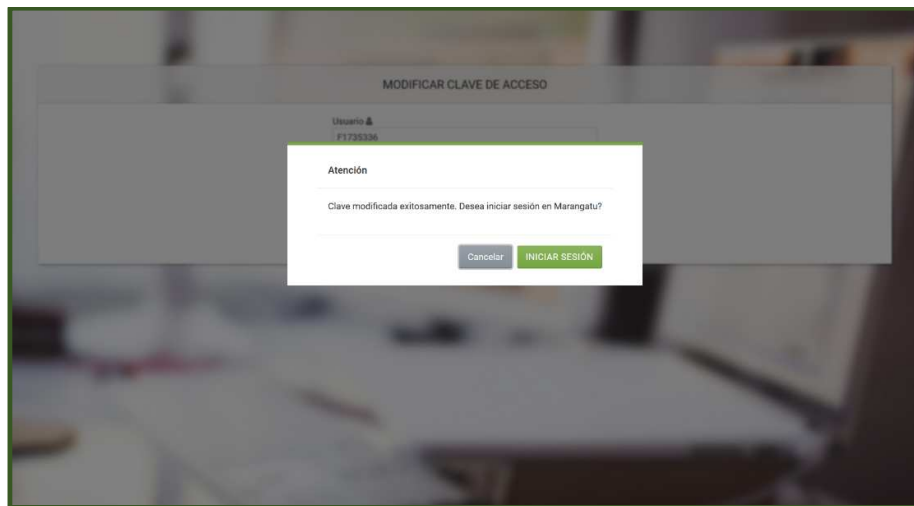 MODIFICAR CLAVE DE ACCESO
Usuario
F1735336
Atención
Clave modificada exitosamente. Desea iniciar sesión en Marangatu?
Cancelar INICIAR SESIÓN